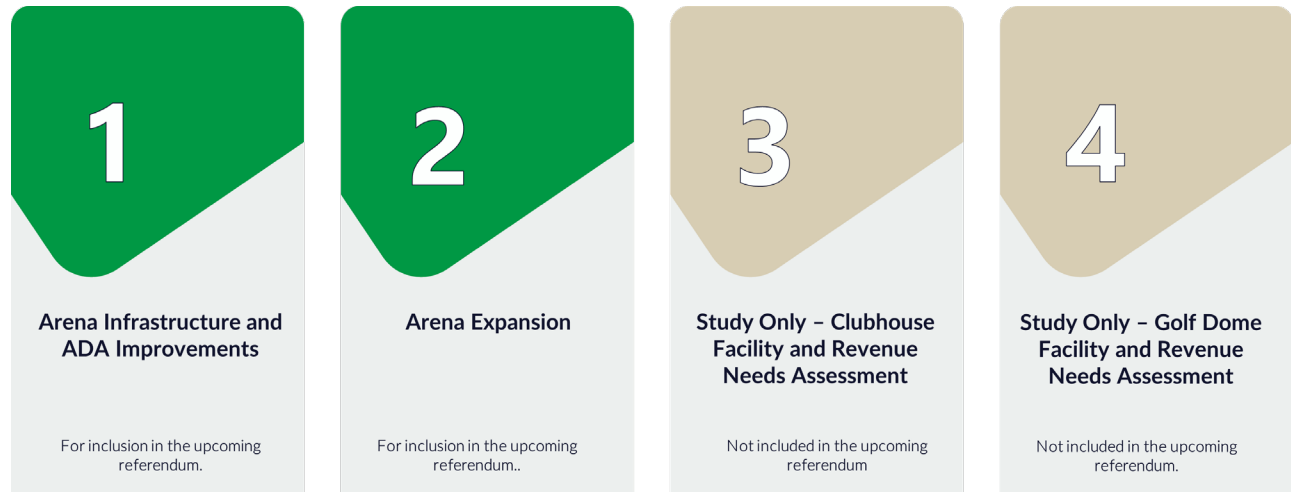 1
Arena Infrastructure and
ADA Improvements
For inclusion in the upcoming
referendum.
2
Arena Expansion
For inclusion in the upcoming
referendum..
3
Study Only – Clubhouse
Facility and Revenue
Needs Assessment
Not included in the upcoming
referendum
4
Study Only – Golf Dome
Facility and Revenue
Needs Assessment
Not included in the upcoming
referendum.